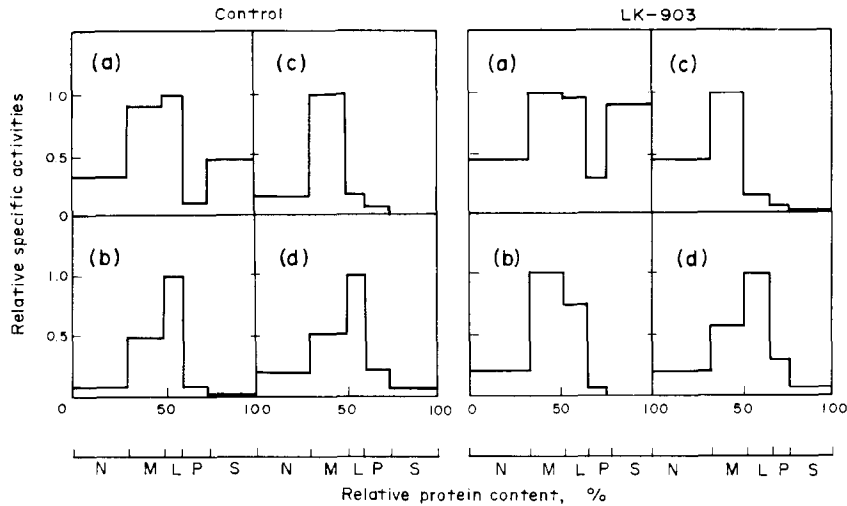 Control LK-903
(a) (c) (a) (c)
1.0
0.5
0
(b) (d) (b) (d)
1.0
0.5
0 50 100 50 100 0 50 100 50 100
N M L P S N M L P S N M L P S N M L P S
Relative specific activities
Relative protein content, %